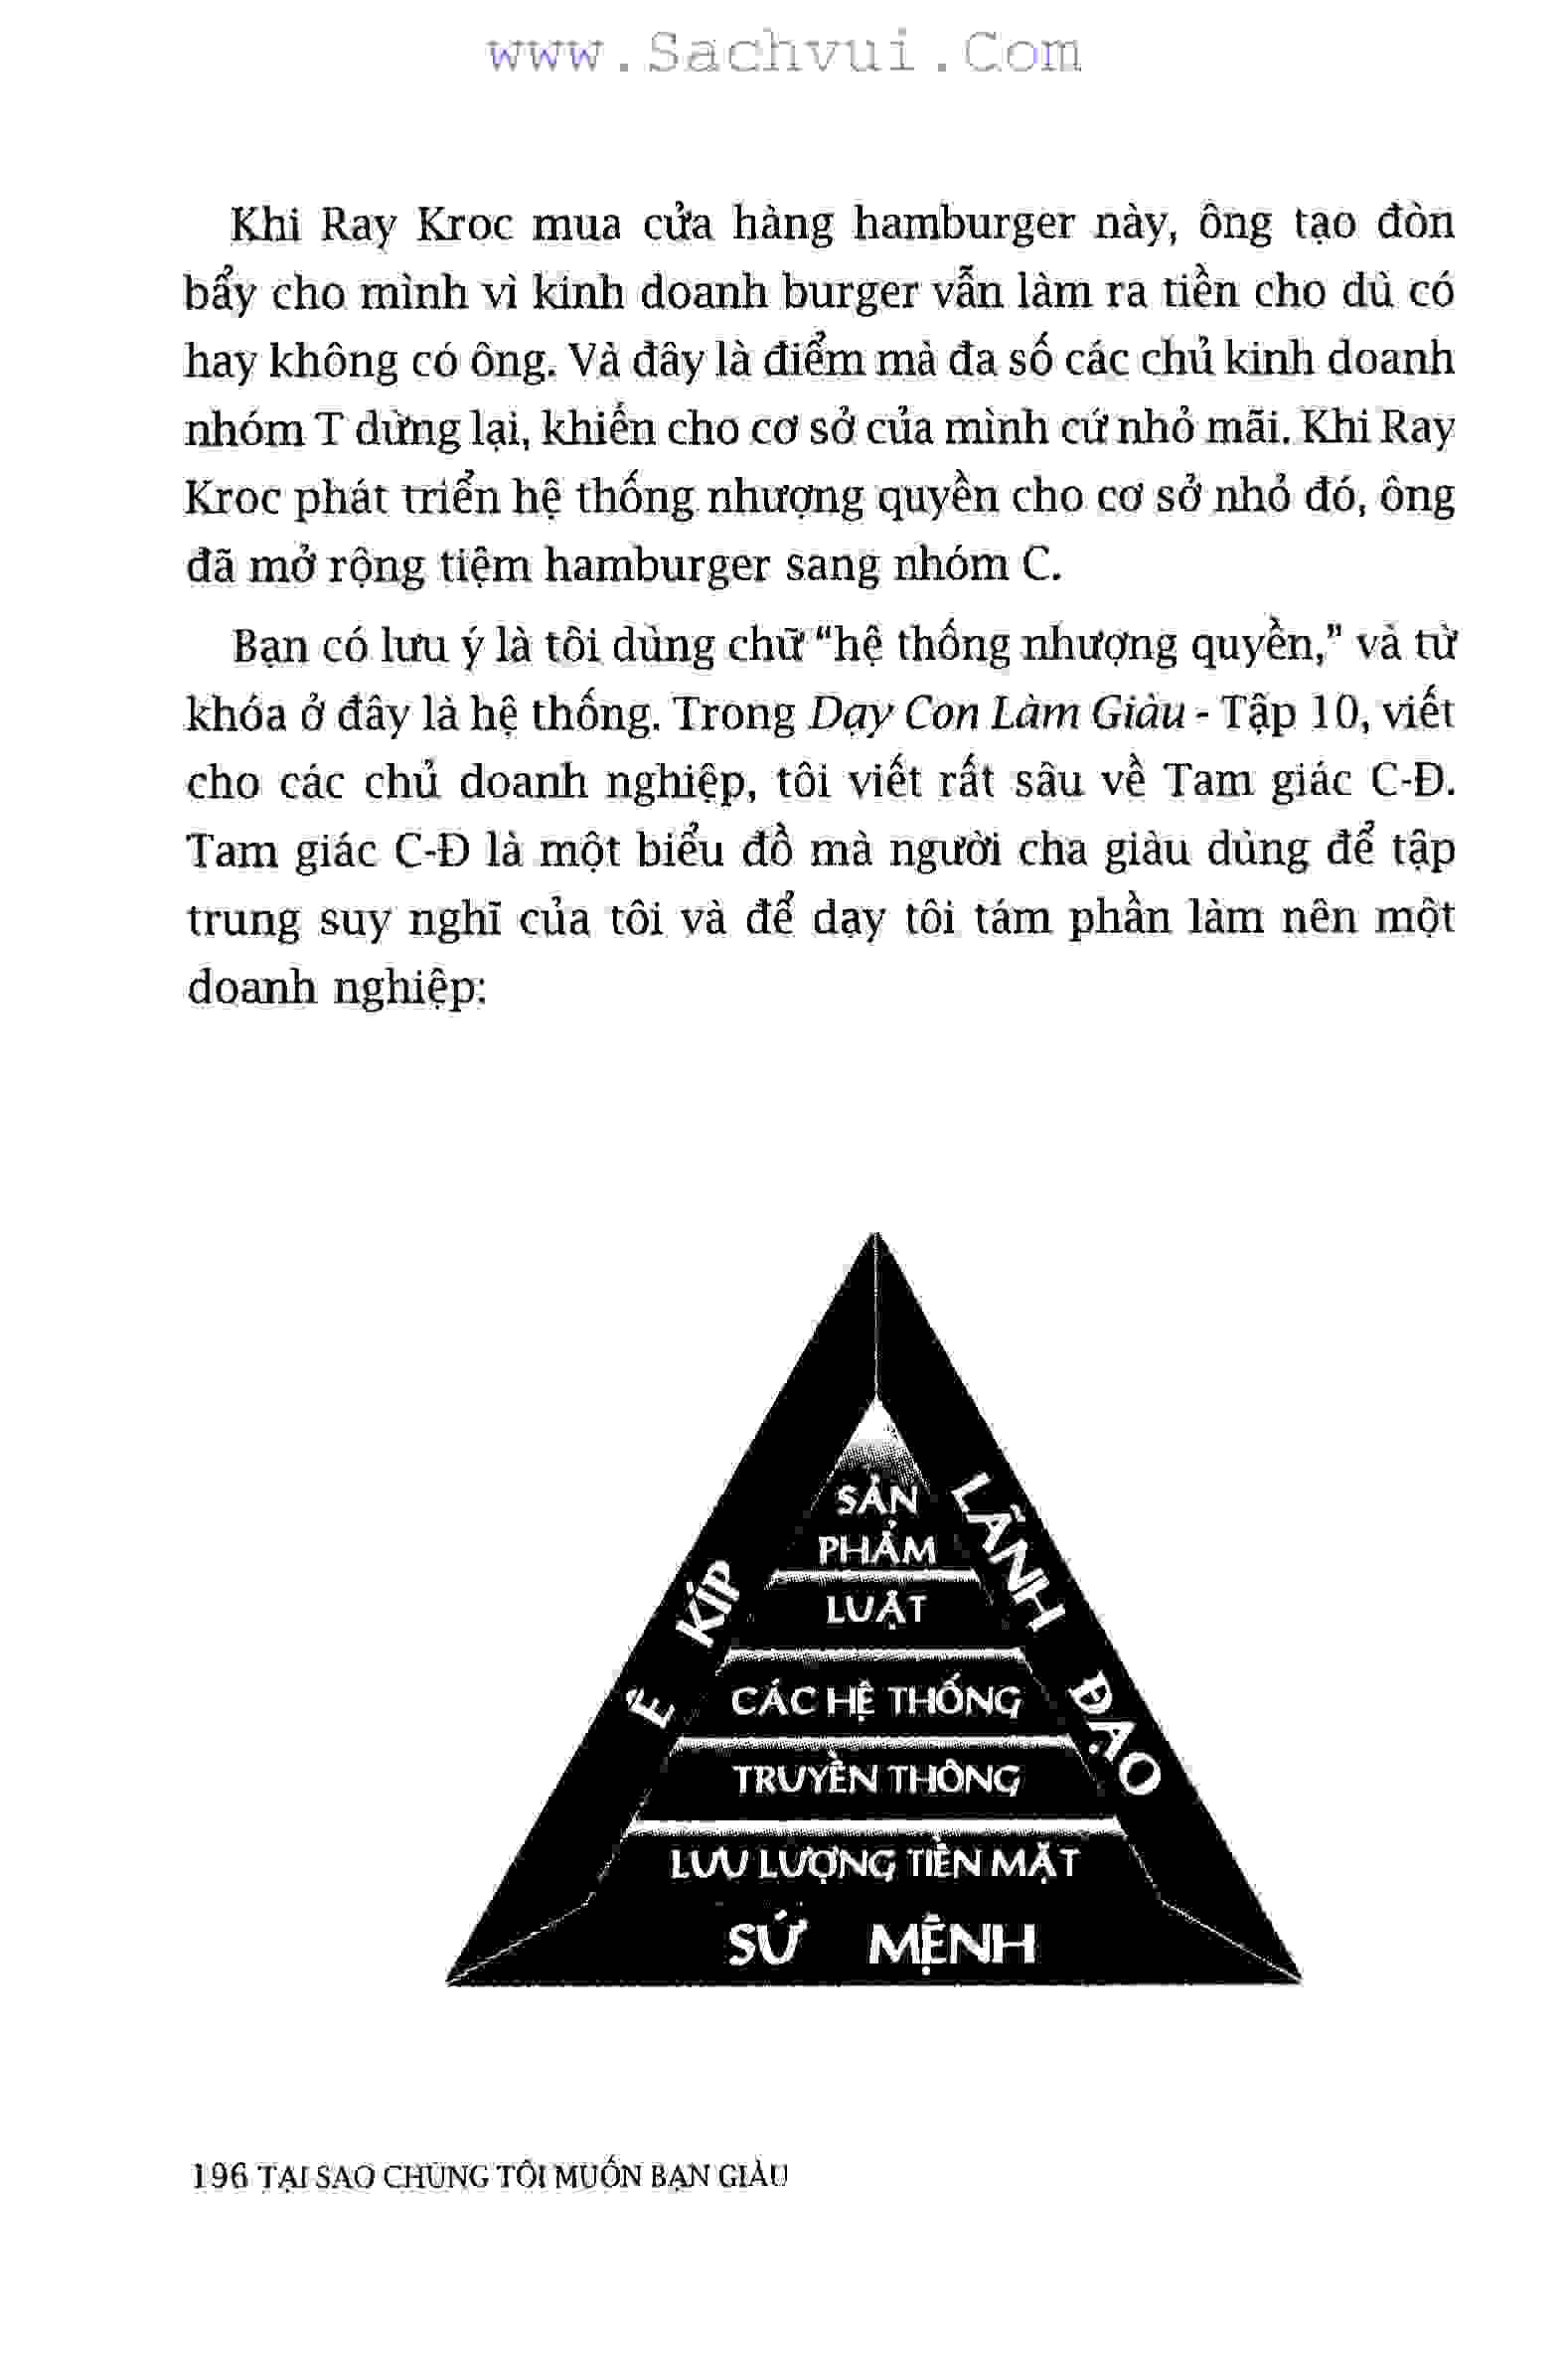 www.Sachvui.Com
Khi Ray Kroc mua cửa hàng hamburger này, ông tạo đòn
bẩy cho mình vì kinh doanh burger vẫn làm ra tiền cho dù có
hay không có ông. Và đây là điểm mà đa số các chủ kinh doanh
nhóm T dừng lại, khiến cho cơ sở của mình cứ nhỏ mãi. Khi Ray
Kroc phát triển hệ thống nhượng quyền cho cơ sở nhỏ đó, ông
đã mở rộng tiệm hamburger sang nhóm C.
Bạn có lưu ý là tôi dùng chữ “hệ thống nhượng quyền,” và từ
khóa ở đây là hệ thống. Trong Dạy Con Làm Giàu - Tập 10, viết
cho các chủ doanh nghiệp, tôi viết rất sâu về Tam giác C-Đ.
Tam giác C-Đ là một biểu đồ mà người cha giàu dùng để tập
trung suy nghĩ của tôi và để dạy tôi tám phần làm nên một
doanh nghiệp:
Ê KÍP
LÃNH ĐẠO
SẢN
PHẨM
LUẬT
CÁC HỆ THỐNG
TRUYỀN THÔNG
LƯU LƯỢNG TIỀN MẶT
SỨ MỆNH
196 TẠI SAO CHÚNG TÔI MUỐN BẠN GIÀU